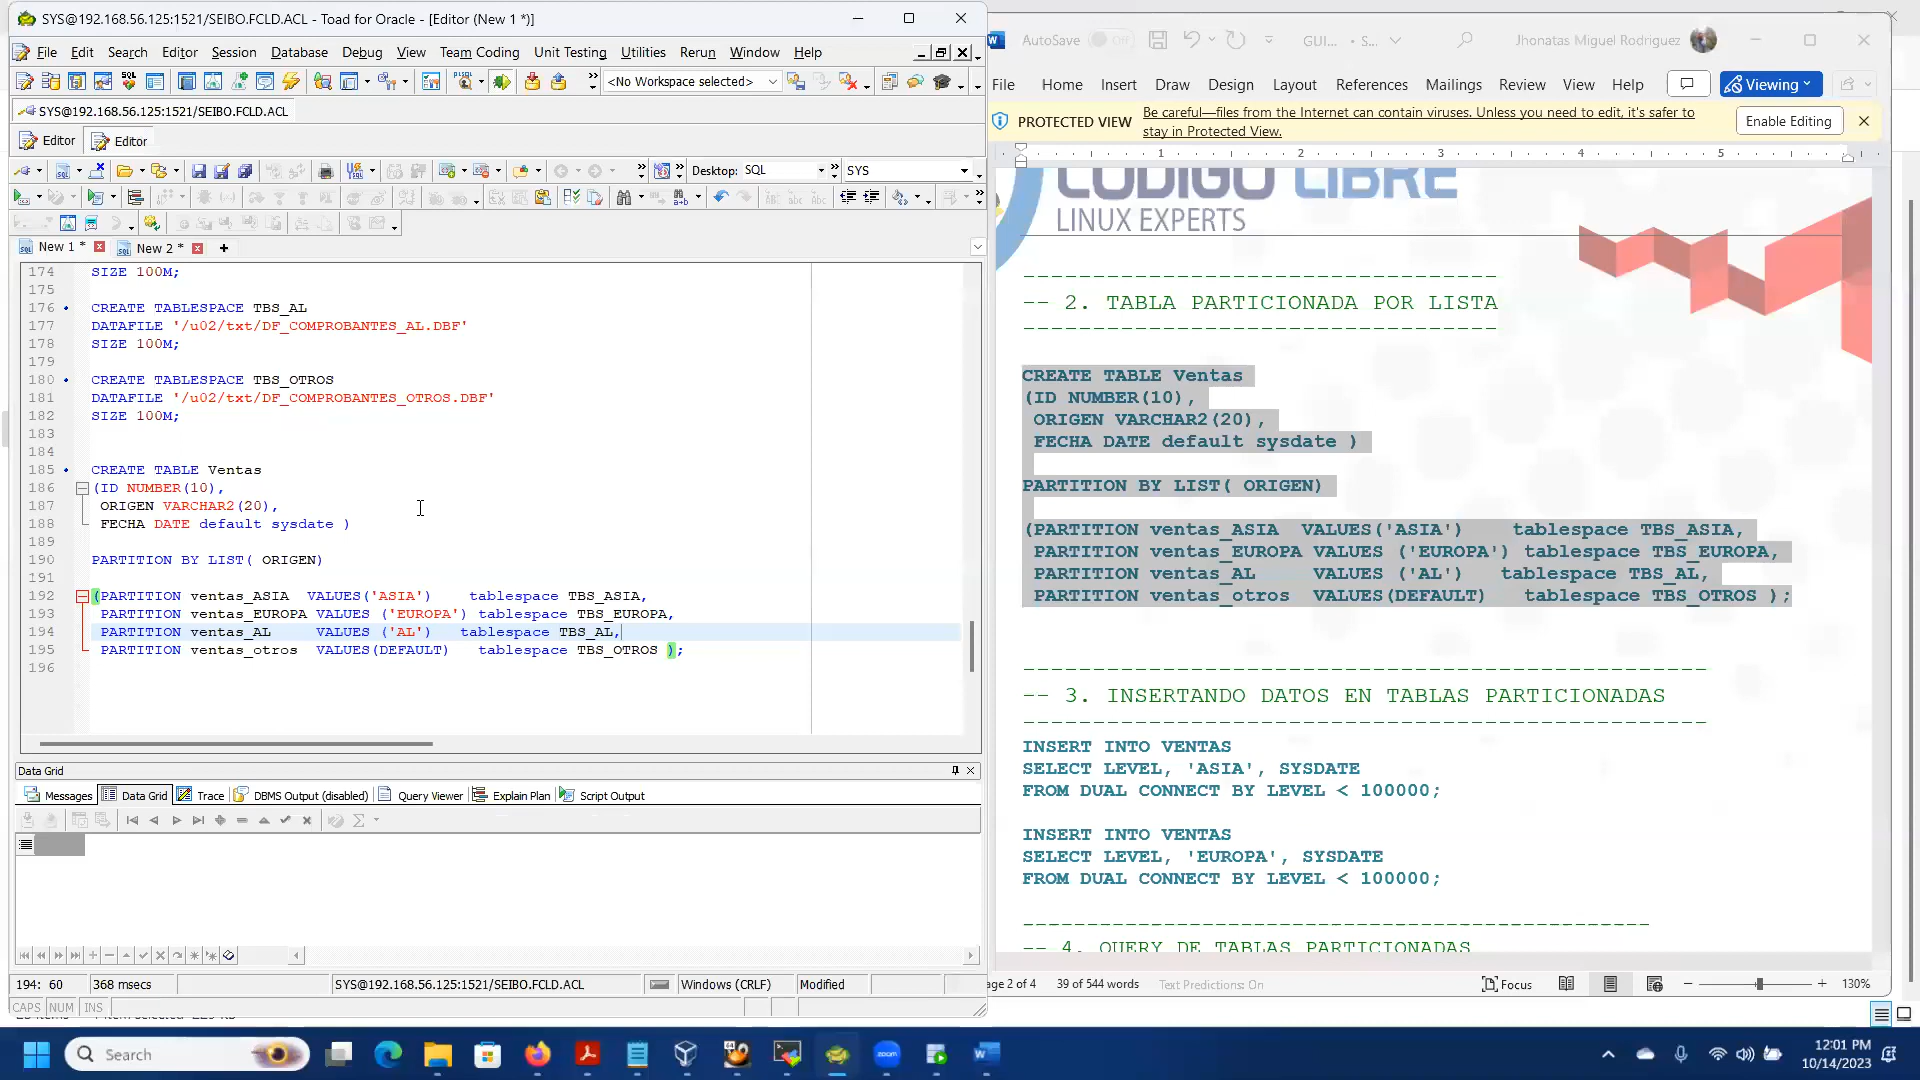 SYS@192.168.56.125:1521/SEIBO.FCLD.ACL - Toad for Oracle - [Editor (New 1 *)]
File Edit Search Editor Session Database Debug View Team Coding Unit Testing Utilities Rerun Window Help
<No Workspace selected>
SYS@192.168.56.125:1521/SEIBO.FCLD.ACL
Editor Editor
Desktop: SQL SYS
New 1 * New 2 * +
174 SIZE 100M;
175
176 CREATE TABLESPACE TBS_AL
177 DATAFILE '/u02/txt/DF_COMPROBANTES_AL.DBF'
178 SIZE 100M;
179
180 CREATE TABLESPACE TBS_OTROS
181 DATAFILE '/u02/txt/DF_COMPROBANTES_OTROS.DBF'
182 SIZE 100M;
183
184
185 CREATE TABLE Ventas
186 (ID NUMBER(10),
187 ORIGEN VARCHAR2(20),
188 FECHA DATE default sysdate )
189
190 PARTITION BY LIST( ORIGEN)
191
192 (PARTITION ventas_ASIA VALUES('ASIA') tablespace TBS_ASIA,
193 PARTITION ventas_EUROPA VALUES ('EUROPA') tablespace TBS_EUROPA,
194 PARTITION ventas_AL VALUES ('AL') tablespace TBS_AL,
195 PARTITION ventas_otros VALUES(DEFAULT) tablespace TBS_OTROS );
196
Data Grid
Messages Data Grid Trace DBMS Output (disabled) Query Viewer Explain Plan Script Output
194: 60 368 msecs SYS@192.168.56.125:1521/SEIBO.FCLD.ACL Windows (CRLF) Modified
CAPS NUM INS
AutoSave Off GUI... • S... Jhonatas Miguel Rodriguez
File Home Insert Draw Design Layout References Mailings Review View Help Viewing
PROTECTED VIEW Be careful—files from the Internet can contain viruses. Unless you need to edit, it's safer to
stay in Protected View. Enable Editing
1 2 3 4 5
CODIGO LIBRE
LINUX EXPERTS
----------------------------------
-- 2. TABLA PARTICIONADA POR LISTA
----------------------------------
CREATE TABLE Ventas
(ID NUMBER(10),
ORIGEN VARCHAR2(20),
FECHA DATE default sysdate )
PARTITION BY LIST( ORIGEN)
(PARTITION ventas_ASIA VALUES('ASIA') tablespace TBS_ASIA,
PARTITION ventas_EUROPA VALUES ('EUROPA') tablespace TBS_EUROPA,
PARTITION ventas_AL VALUES ('AL') tablespace TBS_AL,
PARTITION ventas_otros VALUES(DEFAULT) tablespace TBS_OTROS );
-------------------------------------------------
-- 3. INSERTANDO DATOS EN TABLAS PARTICIONADAS
-------------------------------------------------
INSERT INTO VENTAS
SELECT LEVEL, 'ASIA', SYSDATE
FROM DUAL CONNECT BY LEVEL < 100000;
INSERT INTO VENTAS
SELECT LEVEL, 'EUROPA', SYSDATE
FROM DUAL CONNECT BY LEVEL < 100000;
---------------------------------------------
-- 4. QUERY DE TABLAS PARTICIONADAS
age 2 of 4 39 of 544 words Text Predictions: On Focus 130%
Search
12:01 PM
10/14/2023